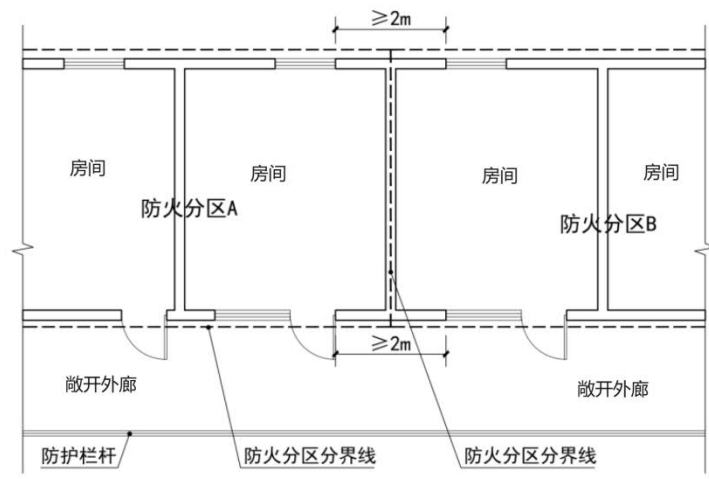 ≥2m
房间
房间
房间
房间
防火分区A
防火分区B
≥2m
敞开外廊
敞开外廊
防护栏杆
防火分区分界线
防火分区分界线